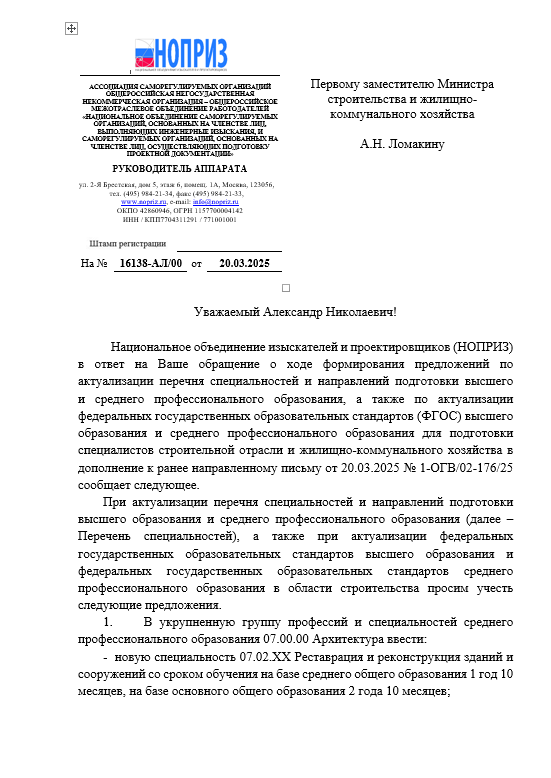 НОПРИЗ
АССОЦИАЦИЯ САМОРЕГУЛИРУЕМЫХ ОРГАНИЗАЦИЙ
ОБЩЕРОССИЙСКАЯ НЕГОСУДАРСТВЕННАЯ
НЕКОММЕРЧЕСКАЯ ОРГАНИЗАЦИЯ – ОБЩЕРОССИЙСКОЕ
МЕЖОТРАСЛЕВОЕ ОБЪЕДИНЕНИЕ РАБОТОДАТЕЛЕЙ
«НАЦИОНАЛЬНОЕ ОБЪЕДИНЕНИЕ САМОРЕГУЛИРУЕМЫХ
ОРГАНИЗАЦИЙ, ОСНОВАННЫХ НА ЧЛЕНСТВЕ ЛИЦ,
ВЫПОЛНЯЮЩИХ ИНЖЕНЕРНЫЕ ИЗЫСКАНИЯ, И
САМОРЕГУЛИРУЕМЫХ ОРГАНИЗАЦИЙ, ОСНОВАННЫХ НА
ЧЛЕНСТВЕ ЛИЦ, ОСУЩЕСТВЛЯЮЩИХ ПОДГОТОВКУ
ПРОЕКТНОЙ ДОКУМЕНТАЦИИ»
РУКОВОДИТЕЛЬ АППАРАТА
ул. 2-Я Брестская, дом 5, этаж 6, помещ. 1А, Москва, 123056,
тел. (495) 984-21-34, факс (495) 984-21-33,
www.nopriz.ru, e-mail: info@nopriz.ru
ОКПО 42860946, ОГРН 1157700004142
ИНН / КПП7704311291 / 771001001
Штамп регистрации
На № 16138-АЛ/00 от 20.03.2025
Первому заместителю Министра
строительства и жилищно-
коммунального хозяйства
А.Н. Ломакину
Уважаемый Александр Николаевич!
Национальное объединение изыскателей и проектировщиков (НОПРИЗ)
в ответ на Ваше обращение о ходе формирования предложений по
актуализации перечня специальностей и направлений подготовки высшего
и среднего профессионального образования, а также по актуализации
федеральных государственных образовательных стандартов (ФГОС) высшего
образования и среднего профессионального образования для подготовки
специалистов строительной отрасли и жилищно-коммунального хозяйства в
дополнение к ранее направленному письму от 20.03.2025 № 1-ОГВ/02-176/25
сообщает следующее.
При актуализации перечня специальностей и направлений подготовки
высшего образования и среднего профессионального образования (далее –
Перечень специальностей), а также при актуализации федеральных
государственных образовательных стандартов высшего образования и
федеральных государственных образовательных стандартов среднего
профессионального образования в области строительства просим учесть
следующие предложения.
1. В укрупненную группу профессий и специальностей среднего
профессионального образования 07.00.00 Архитектура ввести:
- новую специальность 07.02.XX Реставрация и реконструкция зданий и
сооружений со сроком обучения на базе среднего общего образования 1 год 10
месяцев, на базе основного общего образования 2 года 10 месяцев;